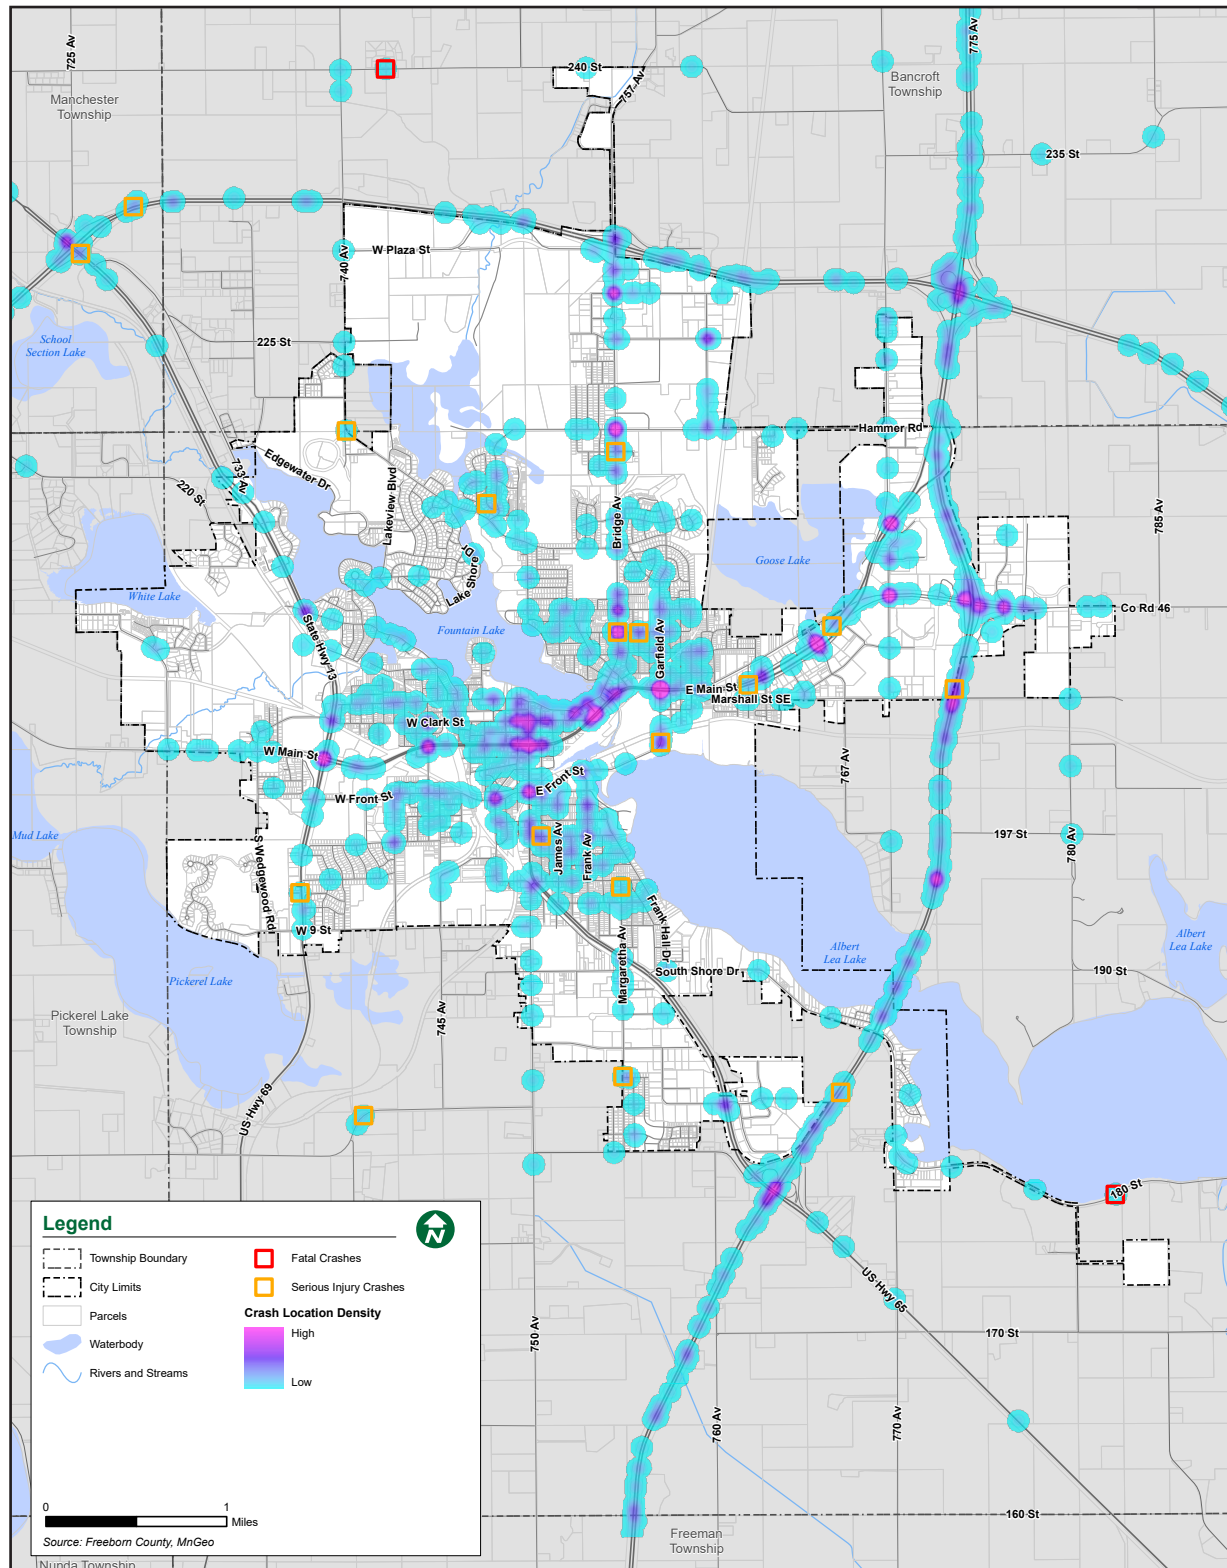 725 Av
775 Av
240 St
757 Av
Manchester
Township
Bancroft
Township
235 St
W Plaza St
740 Av
School
Section Lake
225 St
Hammer Rd
Edgewater Dr
733 Av
220 St
Lakeview Blvd
Bridge Av
785 Av
Goose Lake
Lake Shore Dr
White Lake
Co Rd 46
State Hwy 13
Fountain Lake
Garfield Av
E Main St
Marshall St SE
W Clark St
W Main St
767 Av
E Front St
W Front St
Mud Lake
197 St
780 Av
James Av
Frank Av
S Wedgewood Rd
Frank Hall Dr
W 9 St
Margaretha Av
Albert
Lea Lake
Albert
Lea Lake
South Shore Dr
190 St
Pickerel Lake
Pickerel Lake
Township
745 Av
US Hwy 69
180 St
Legend
N
Township Boundary
City Limits
Parcels
Waterbody
Rivers and Streams
Fatal Crashes
Serious Injury Crashes
Crash Location Density
High
Low
US Hwy 65
750 Av
170 St
760 Av
770 Av
0
1
Miles
160 St
Source: Freeborn County, MnGeo
Freeman
Township
Nunda Township